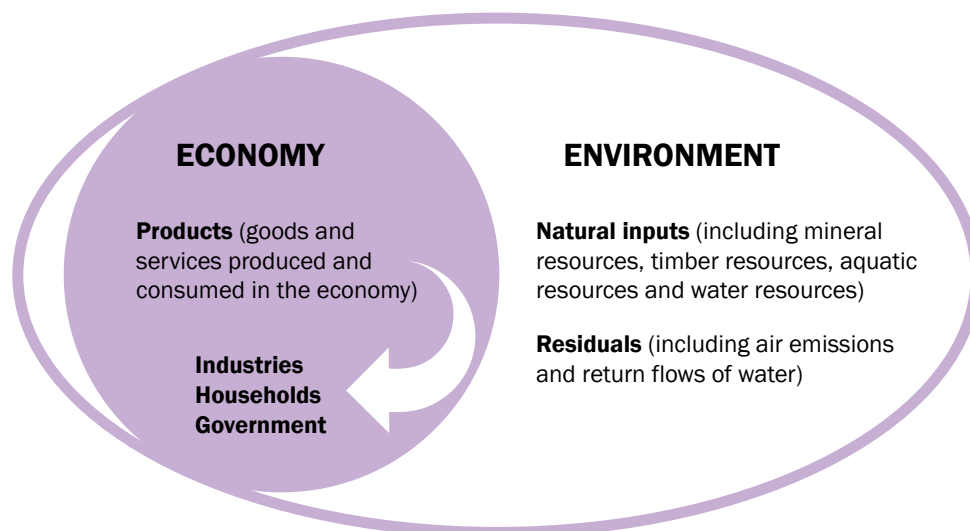 ECONOMY
Products (goods and
services produced and
consumed in the economy)
Industries
Households
Government
ENVIRONMENT
Natural inputs (including mineral
resources, timber resources, aquatic
resources and water resources)
Residuals (including air emissions
and return flows of water)